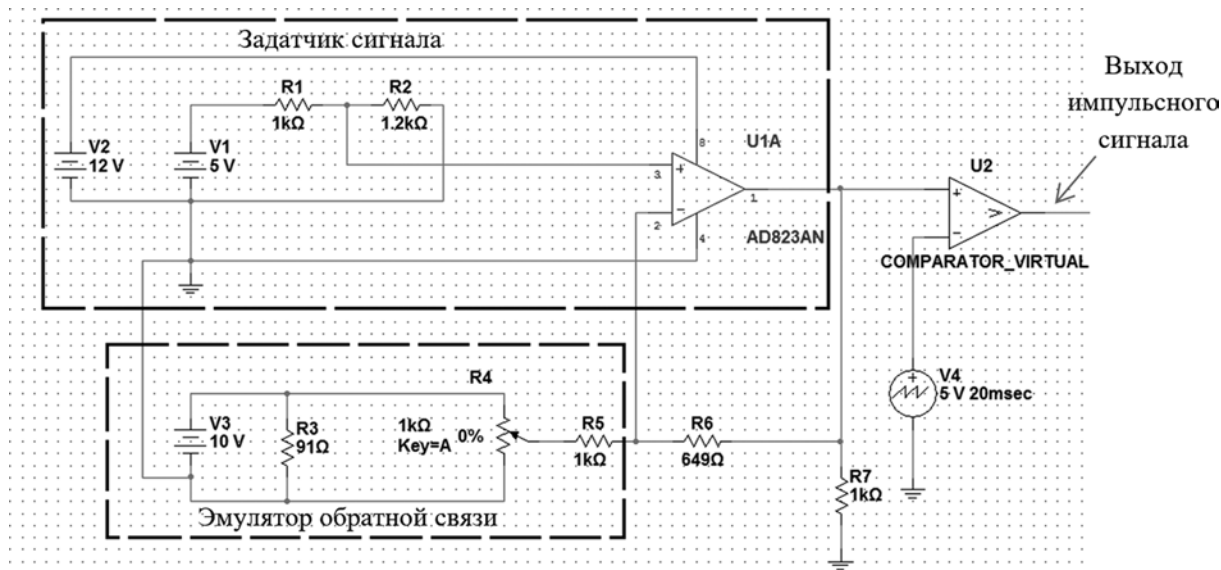 Задатчик сигнала
R1
1kΩ
R2
1.2kΩ
V2
12 V
V1
5 V
8
U1A
3
2
1
4
AD823AN
Выход
импульсного
сигнала
U2
COMPARATOR_VIRTUAL
V4
5 V 20msec
R4
1kΩ
Key=A
0%
V3
10 V
R3
91Ω
R5
1kΩ
R6
649Ω
R7
1kΩ
Эмулятор обратной связи